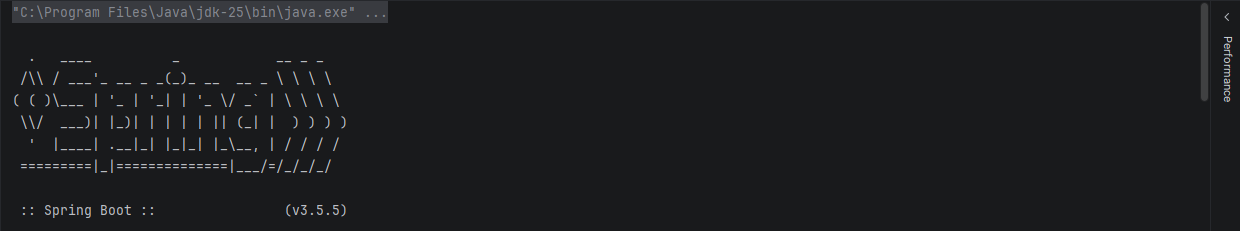 "C:\Program Files\Java\jdk-25\bin\java.exe" ...
  .   ____          _            __ _ _
 /\\ / ___'_ __ _ _(_)_ __  __ _ \ \ \ \
( ( )\___ | '_ | '_| | '_ \/ _` | \ \ \ \
 \\/  ___)| |_)| | | | | || (_| |  ) ) ) )
  '  |____| .__|_| |_|_| |_\__, | / / / /
 =========|_|==============|___/=/_/_/_/
 :: Spring Boot ::                (v3.5.5)
Performance